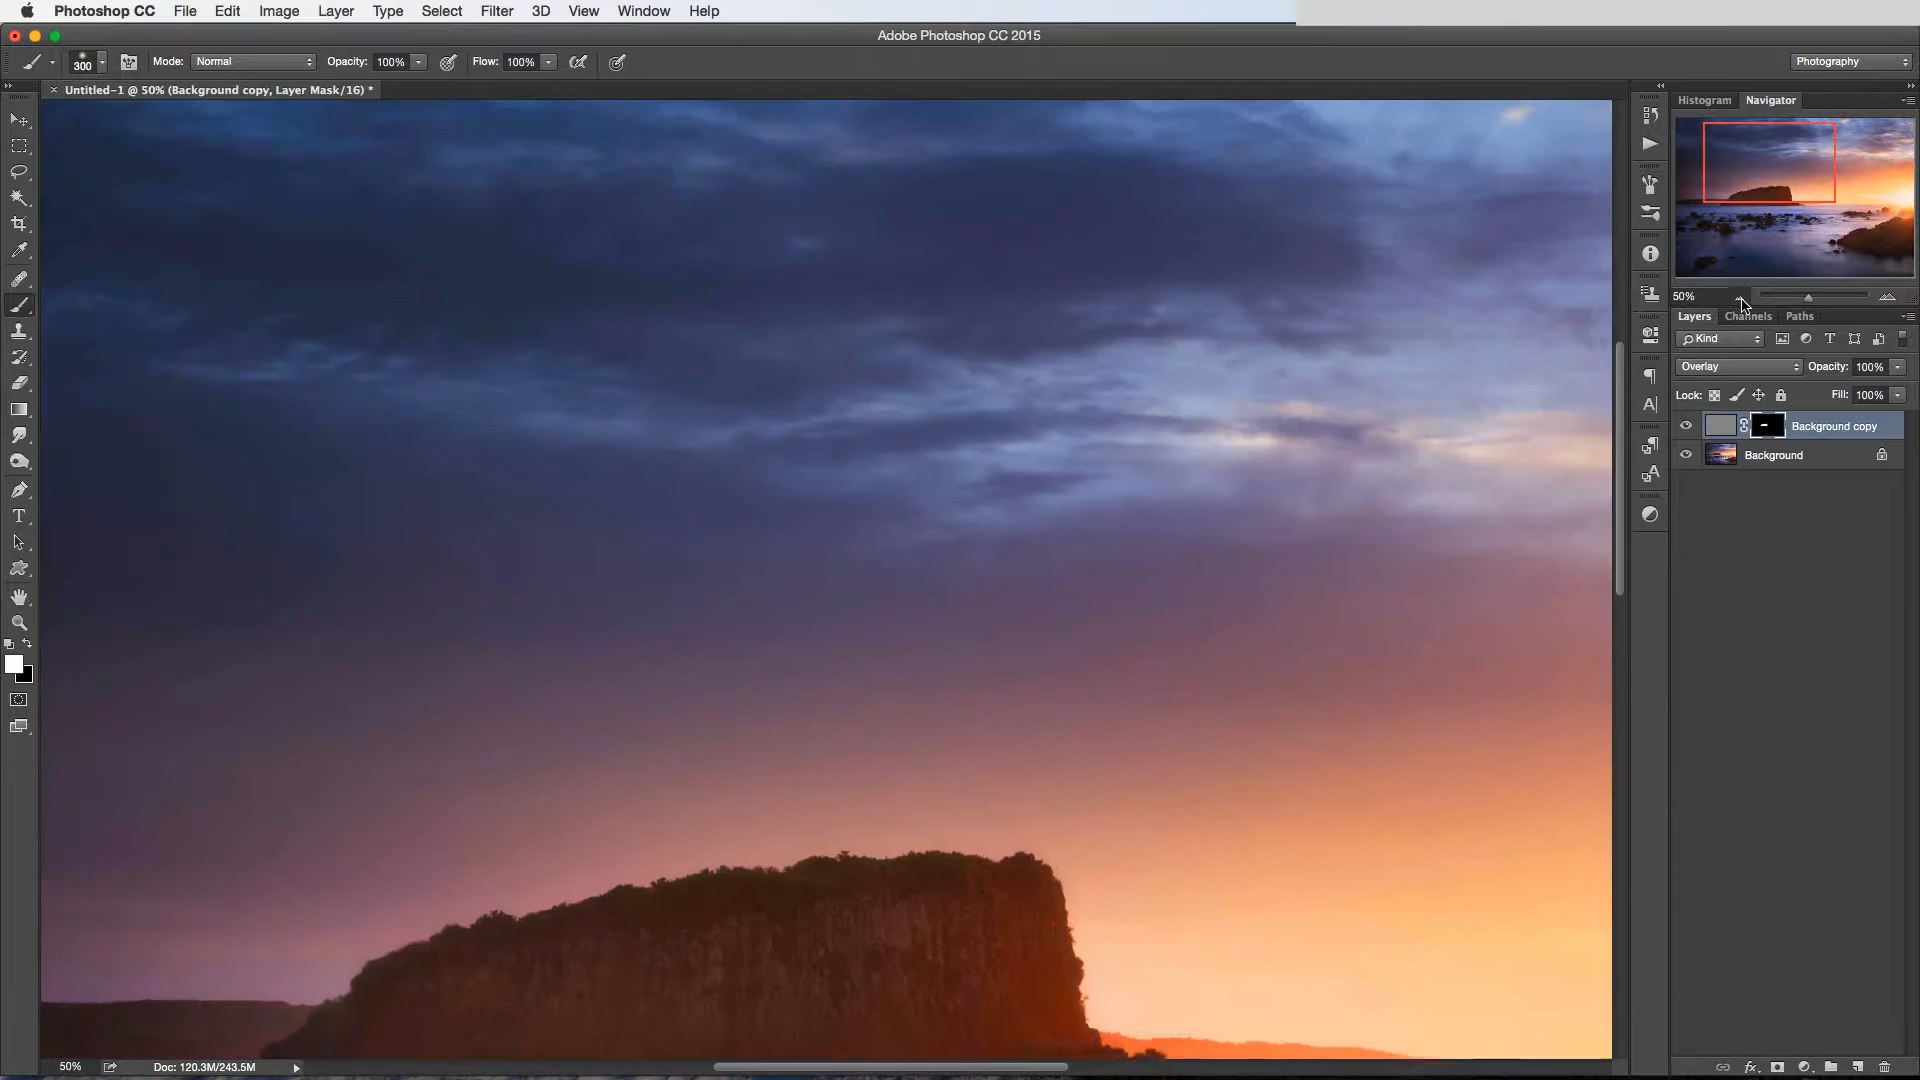 Photoshop CC File Edit Image Layer Type Select Filter 3D View Window Help
Adobe Photoshop CC 2015
300 Mode: Normal Opacity: 100% Flow: 100% Photography
Untitled-1 @ 50% (Background copy, Layer Mask/16) *
Histogram Navigator
50%
Layers Channels Paths
Kind
Overlay Opacity: 100%
Lock: Fill: 100%
Background copy
Background
50% Doc: 120.3M/243.5M